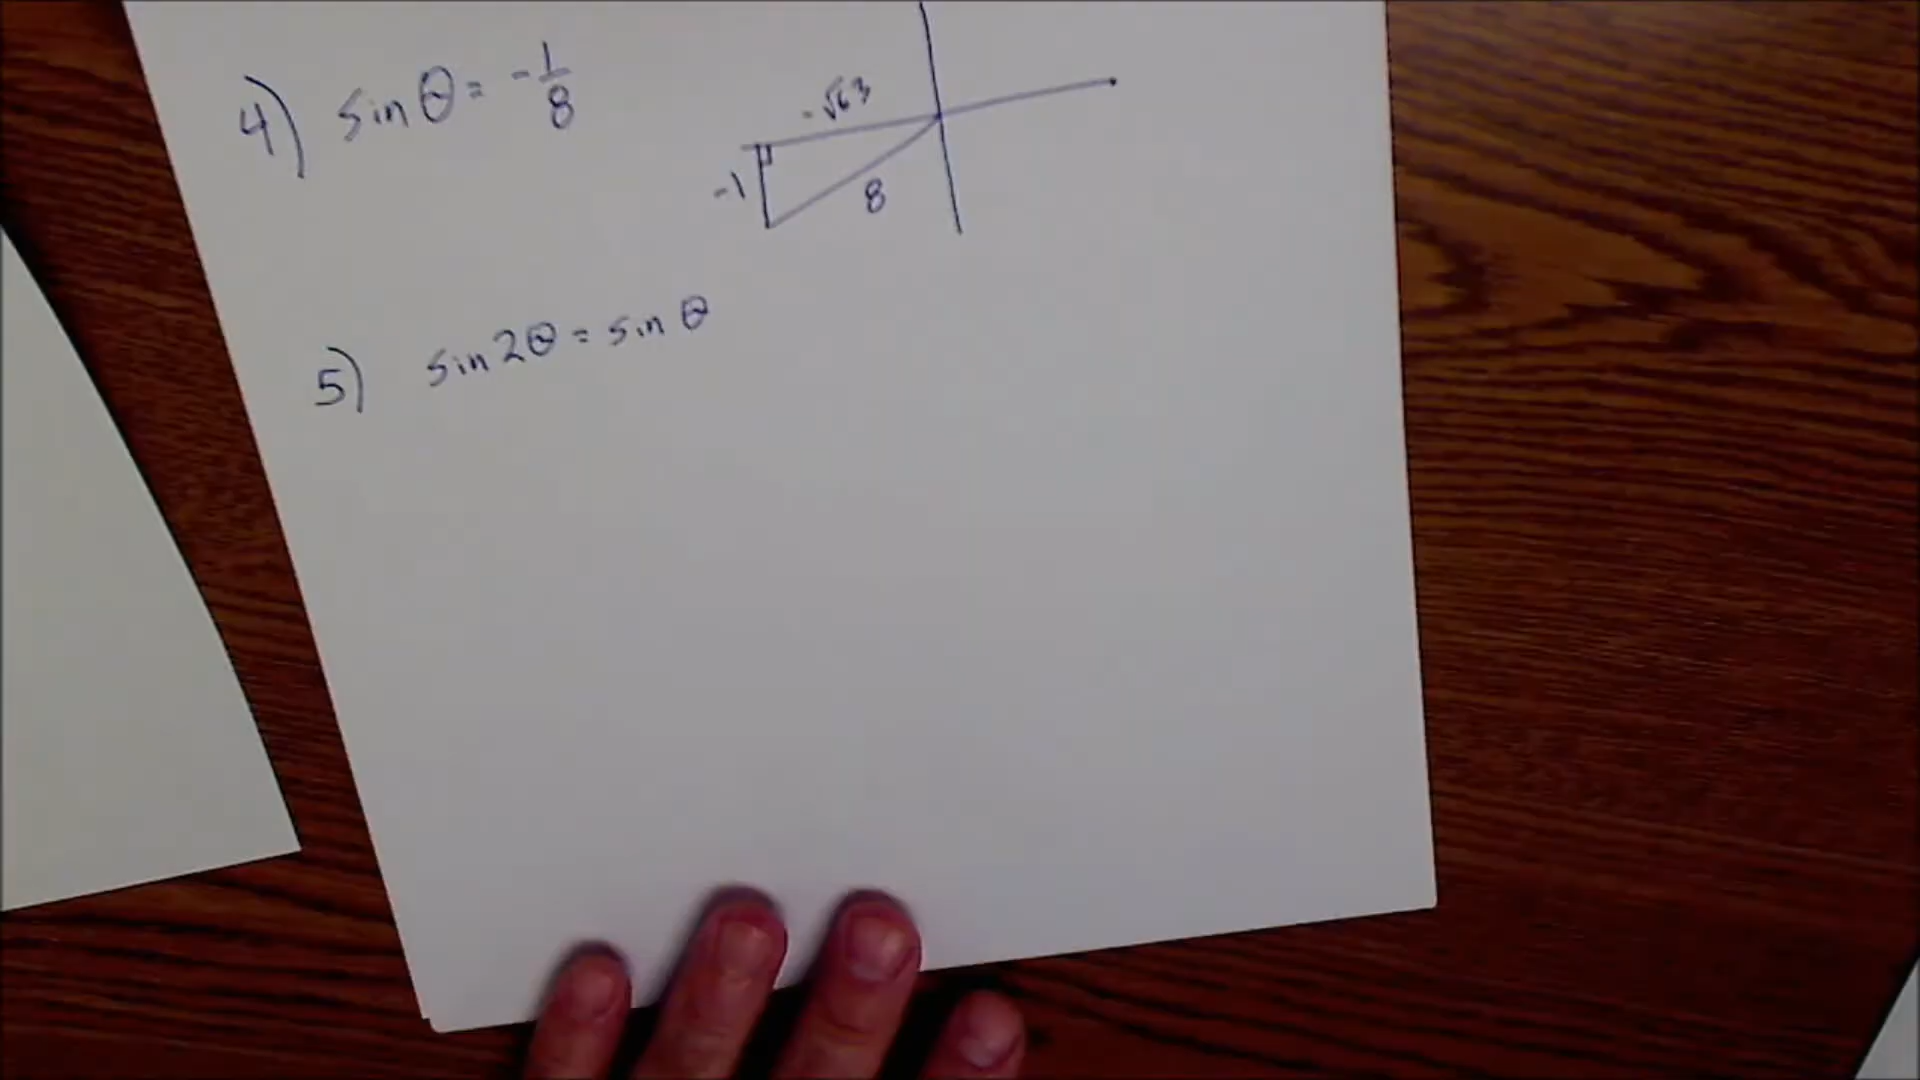 4) sin θ = -1/8
-√63
-1
8
5) sin 2θ = sin θ